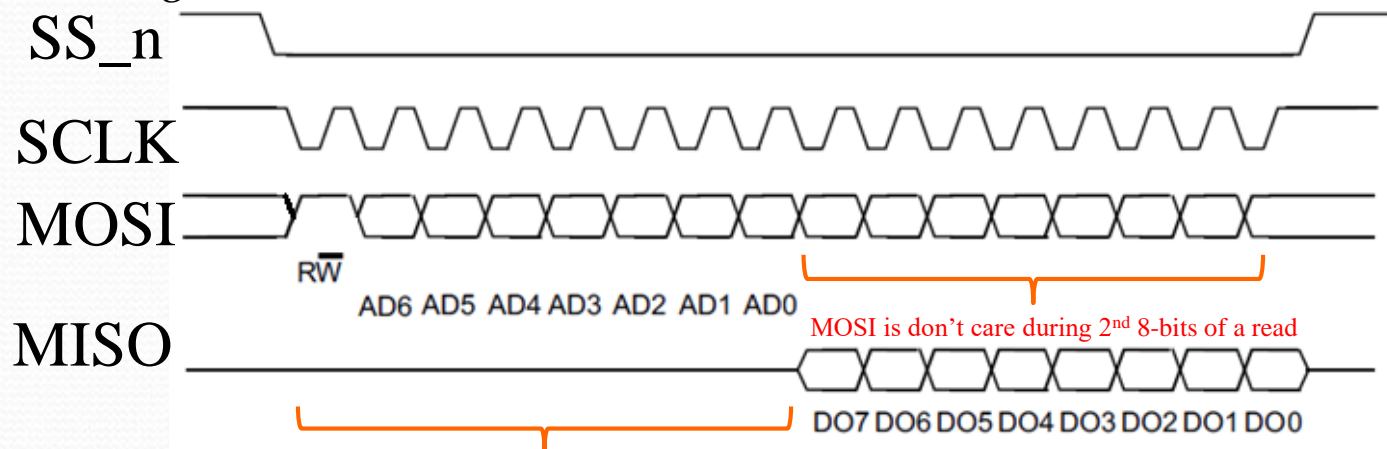 SS_n
SCLK
MOSI
RW̅
AD6 AD5 AD4 AD3 AD2 AD1 AD0
MOSI is don’t care during 2nd 8-bits of a read
MISO
DO7 DO6 DO5 DO4 DO3 DO2 DO1 DO0